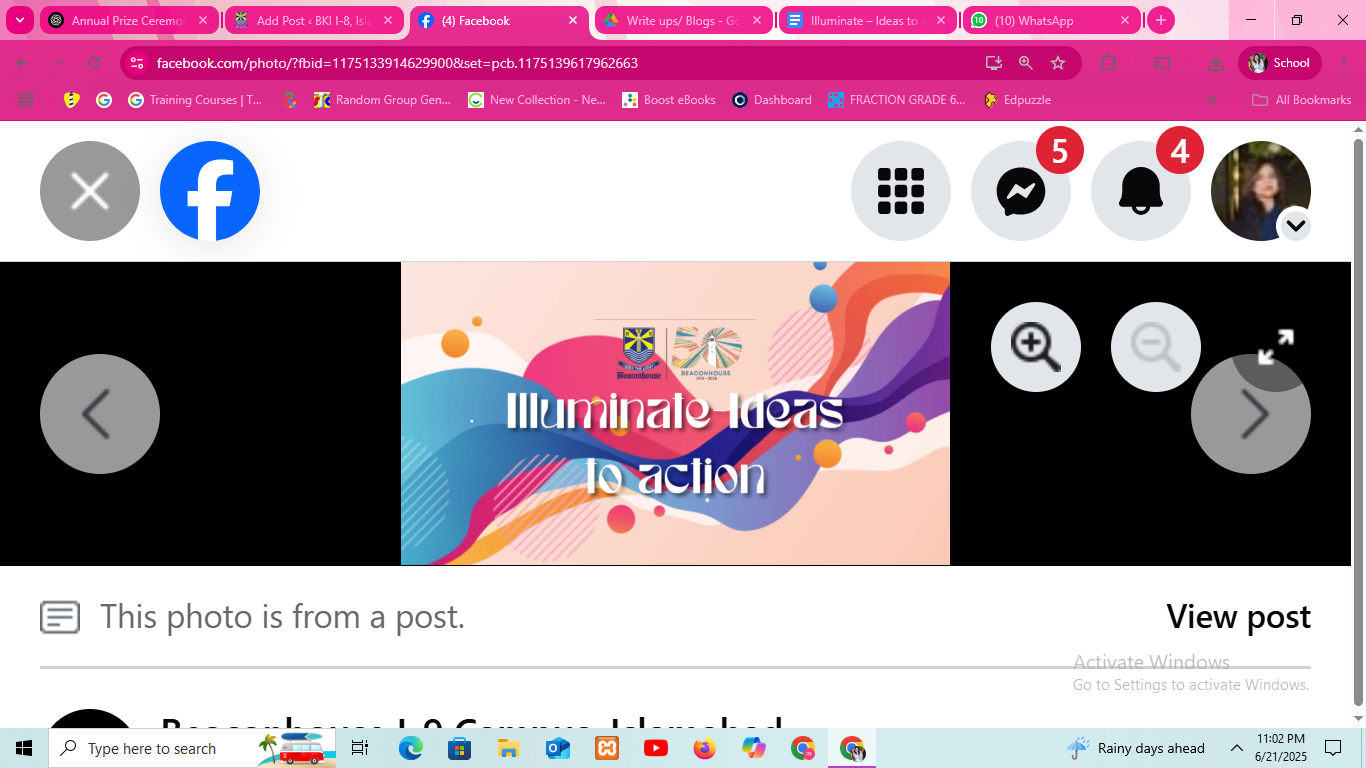 Annual Prize Ceremo
Add Post ‹ BKI I-8, Isl
(4) Facebook
Write ups/ Blogs - Go
Illuminate – Ideas to
(10) WhatsApp
facebook.com/photo/?fbid=1175133914629900&set=pcb.1175139617962663
School
Training Courses | T...
Random Group Gen...
New Collection - Ne...
Boost eBooks
Dashboard
FRACTION GRADE 6...
Edpuzzle
All Bookmarks
5
4
Beaconhouse
BEACONHOUSE
1975 - 2025
Illuminate-Ideas
to action
This photo is from a post.
View post
Activate Windows
Go to Settings to activate Windows.
Type here to search
Rainy days ahead
11:02 PM
6/21/2025